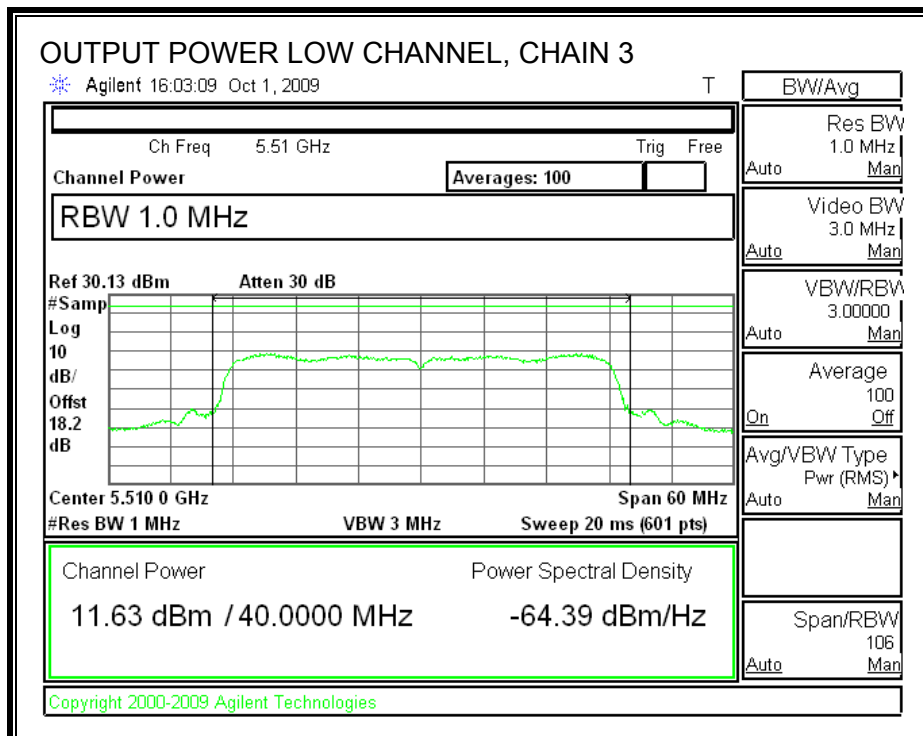 OUTPUT POWER LOW CHANNEL, CHAIN 3
Agilent 16:03:09 Oct 1, 2009 T
Ch Freq 5.51 GHz Trig Free
Channel Power Averages: 100
RBW 1.0 MHz
Ref 30.13 dBm Atten 30 dB
#Samp
Log
10
dB/
Offst
18.2
dB
Center 5.510 0 GHz Span 60 MHz
#Res BW 1 MHz VBW 3 MHz Sweep 20 ms (601 pts)
Channel Power Power Spectral Density
11.63 dBm / 40.0000 MHz -64.39 dBm/Hz
Copyright 2000-2009 Agilent Technologies
BW/Avg
Res BW
1.0 MHz
Auto Man
Video BW
3.0 MHz
Auto Man
VBW/RBW
3.00000
Auto Man
Average
100
On Off
Avg/VBW Type
Pwr (RMS)
Auto Man
Span/RBW
106
Auto Man